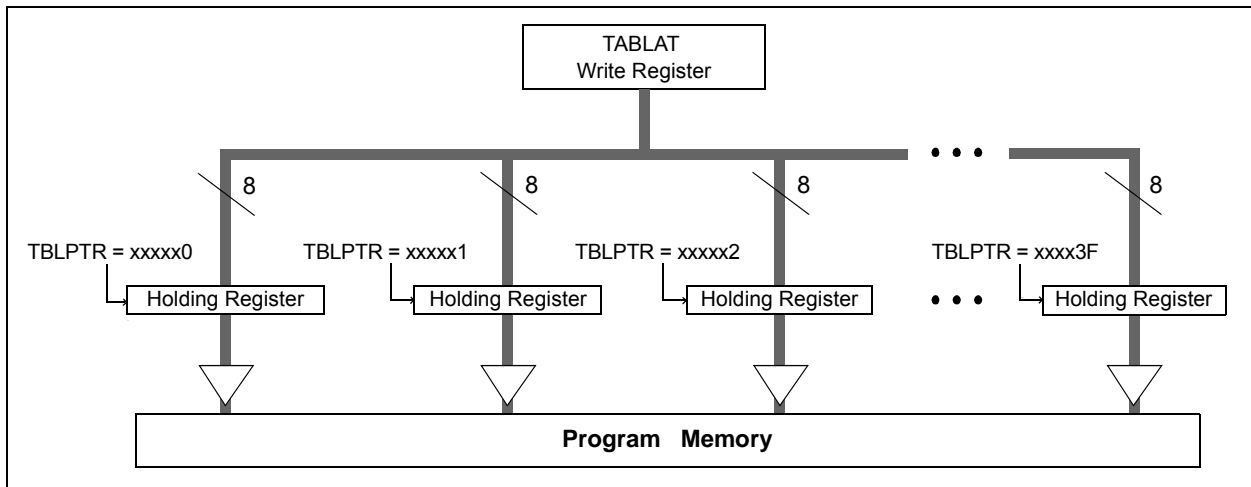 TABLAT
Write Register
• • •
8
8
8
8
TBLPTR = xxxxx0
TBLPTR = xxxxx1
TBLPTR = xxxxx2
TBLPTR = xxxx3F
Holding Register
Holding Register
Holding Register
• • •
Holding Register
Program Memory